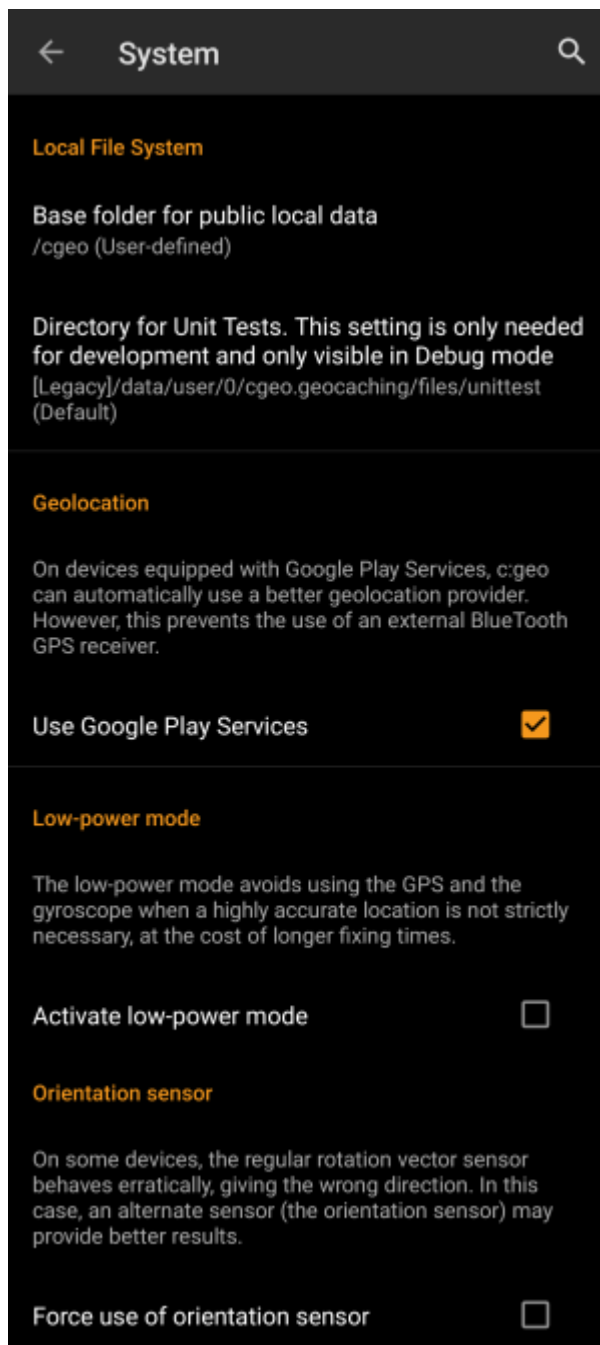 System
Local File System
Base folder for public local data
/cgeo (User-defined)
Directory for Unit Tests. This setting is only needed
for development and only visible in Debug mode
[Legacy]/data/user/0/cgeo.geocaching/files/unittest
(Default)
Geolocation
On devices equipped with Google Play Services, c:geo
can automatically use a better geolocation provider.
However, this prevents the use of an external BlueTooth
GPS receiver.
Use Google Play Services
Low-power mode
The low-power mode avoids using the GPS and the
gyroscope when a highly accurate location is not strictly
necessary, at the cost of longer fixing times.
Activate low-power mode
Orientation sensor
On some devices, the regular rotation vector sensor
behaves erratically, giving the wrong direction. In this
case, an alternate sensor (the orientation sensor) may
provide better results.
Force use of orientation sensor